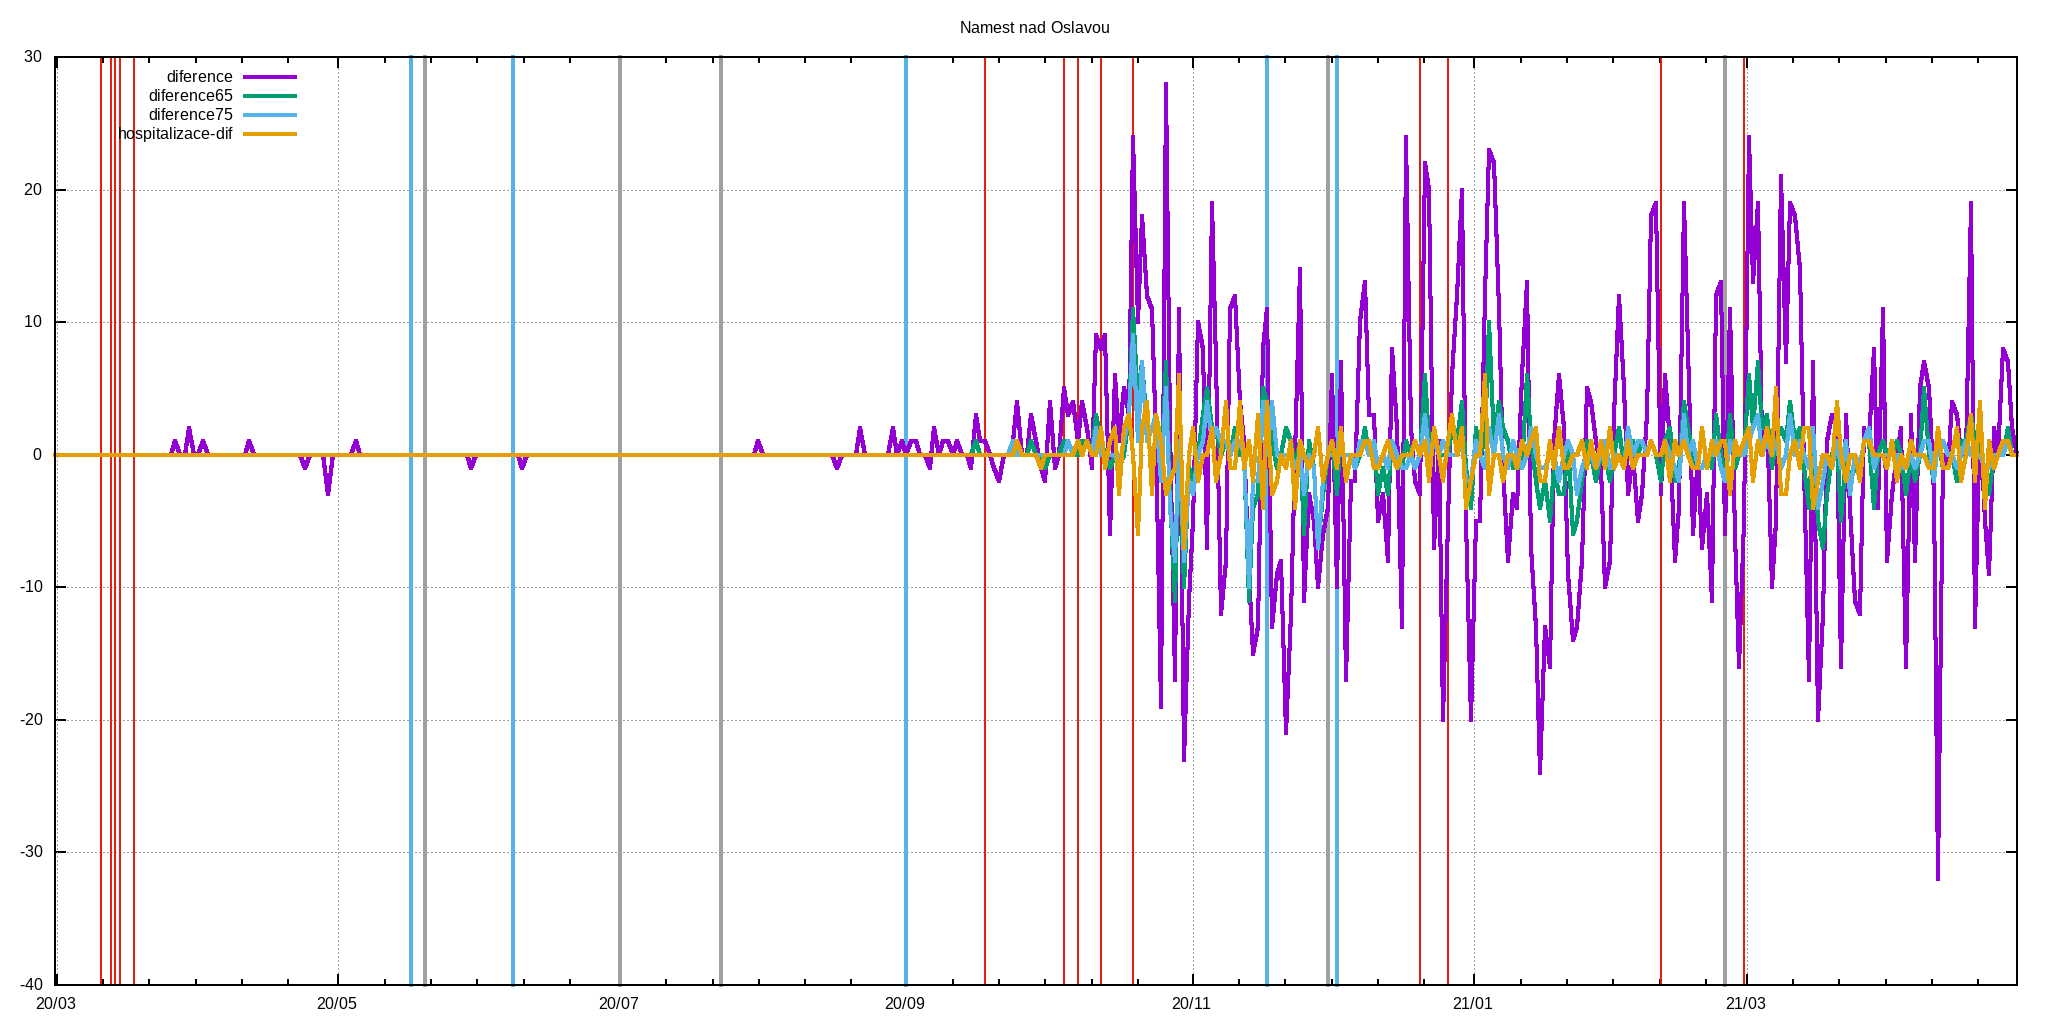 Namest nad Oslavou
30
diference
diference65
diference75
hospitalizace-dif
20
10
0
-10
-20
-30
-40
20/03 20/05 20/07 20/09 20/11 21/01 21/03